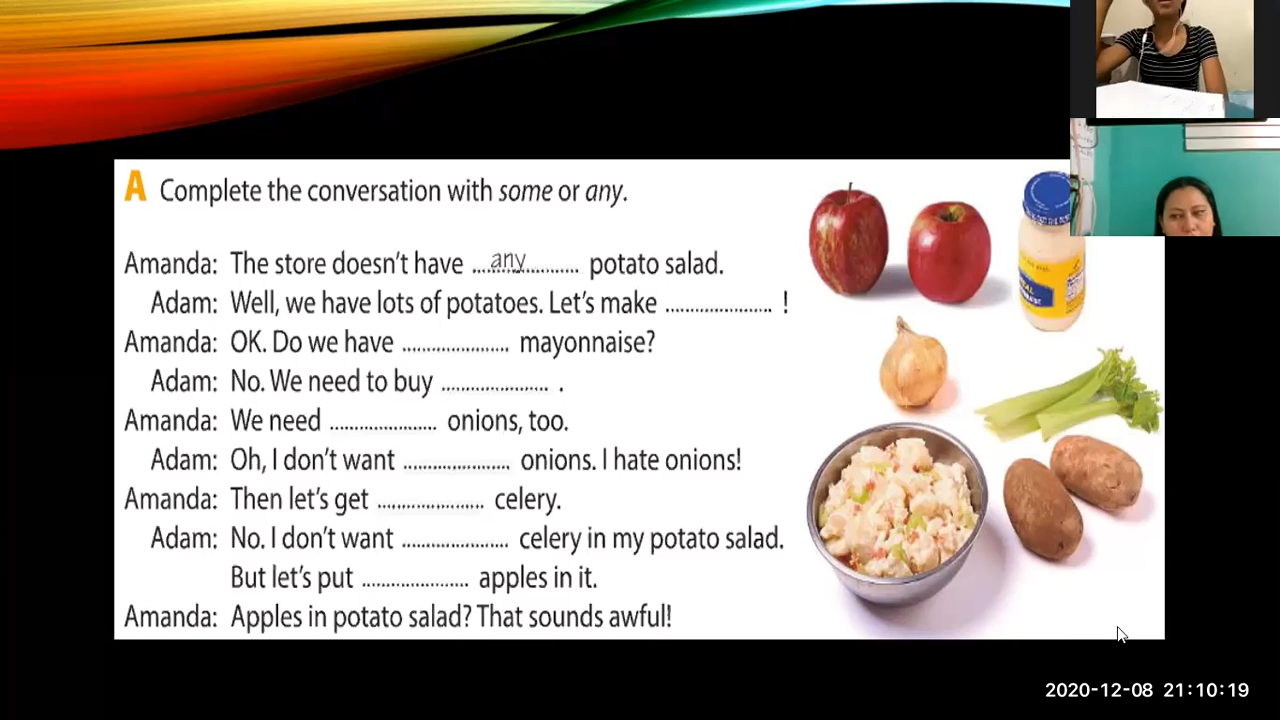 A Complete the conversation with some or any.
Amanda: The store doesn't have ....any.... potato salad.
Adam: Well, we have lots of potatoes. Let's make .................... !
Amanda: OK. Do we have .................... mayonnaise?
Adam: No. We need to buy .................... .
Amanda: We need .................... onions, too.
Adam: Oh, I don't want .................... onions. I hate onions!
Amanda: Then let's get .................... celery.
Adam: No. I don't want .................... celery in my potato salad.
But let's put .................... apples in it.
Amanda: Apples in potato salad? That sounds awful!
2020-12-08 21:10:19